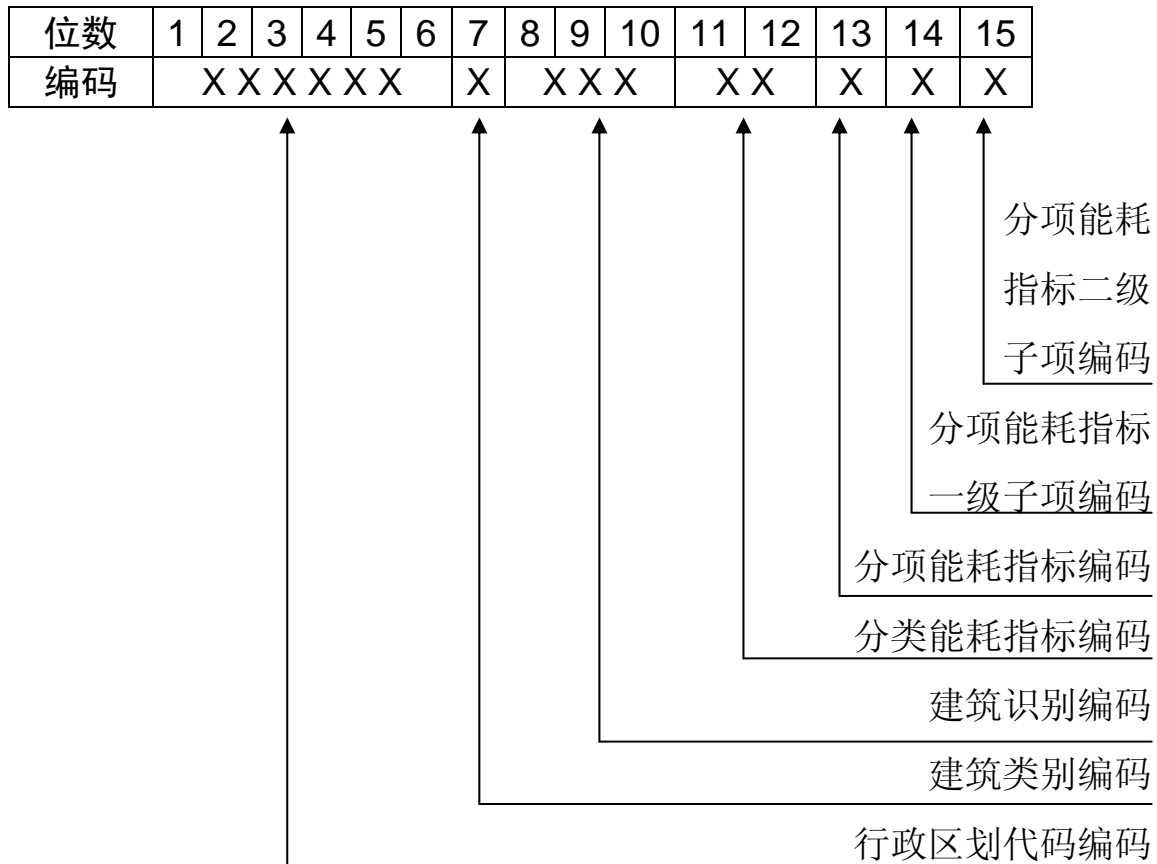 位数 1 2 3 4 5 6 7 8 9 10 11 12 13 14 15
编码 X X X X X X X X X X X X X X X
分项能耗
指标二级
子项编码
分项能耗指标
一级子项编码
分项能耗指标编码
分类能耗指标编码
建筑识别编码
建筑类别编码
行政区划代码编码